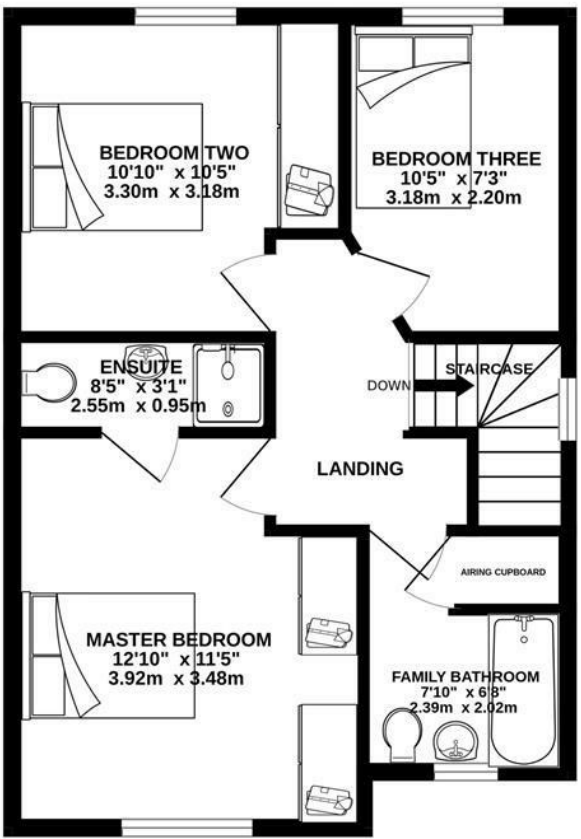 BEDROOM TWO
10'10" x 10'5"
3.30m x 3.18m
BEDROOM THREE
10'5" x 7'3"
3.18m x 2.20m
ENSUITE
8'5" x 3'1"
2.55m x 0.95m
STAIRCASE
DOWN
LANDING
AIRING CUPBOARD
MASTER BEDROOM
12'10" x 11'5"
3.92m x 3.48m
FAMILY BATHROOM
7'10" x 6'8"
2.39m x 2.02m